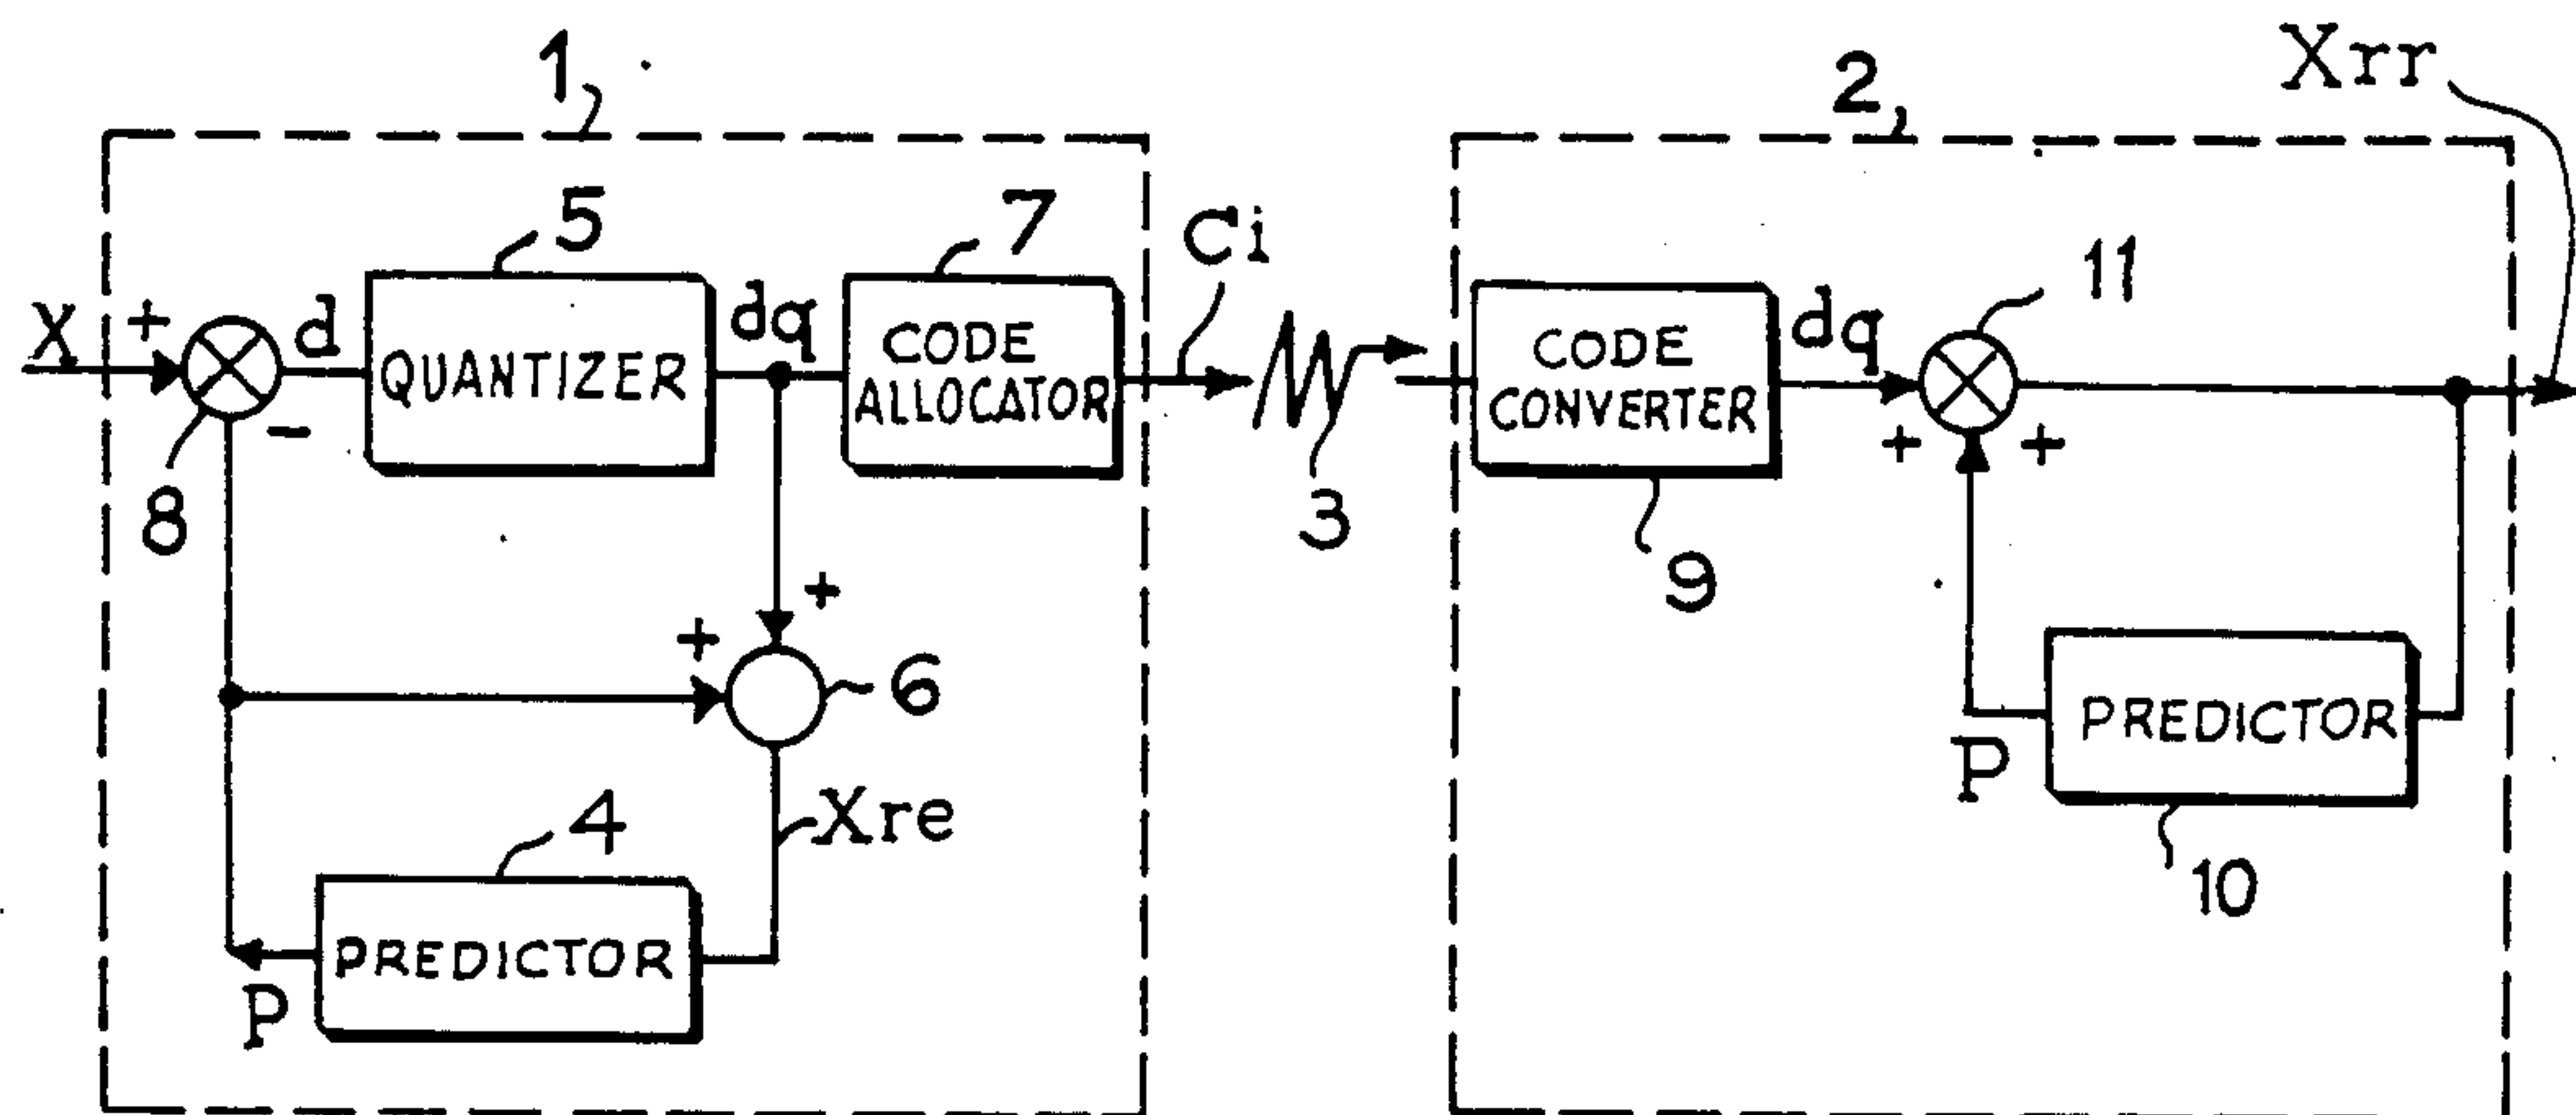 1
2
Xrr
5
7
Ci
11
X
+
d
QUANTIZER
dq
CODE
ALLOCATOR
CODE
CONVERTER
dq
8
-
3
+
+
9
+
+
6
4
Xre
PREDICTOR
P
PREDICTOR
P
10